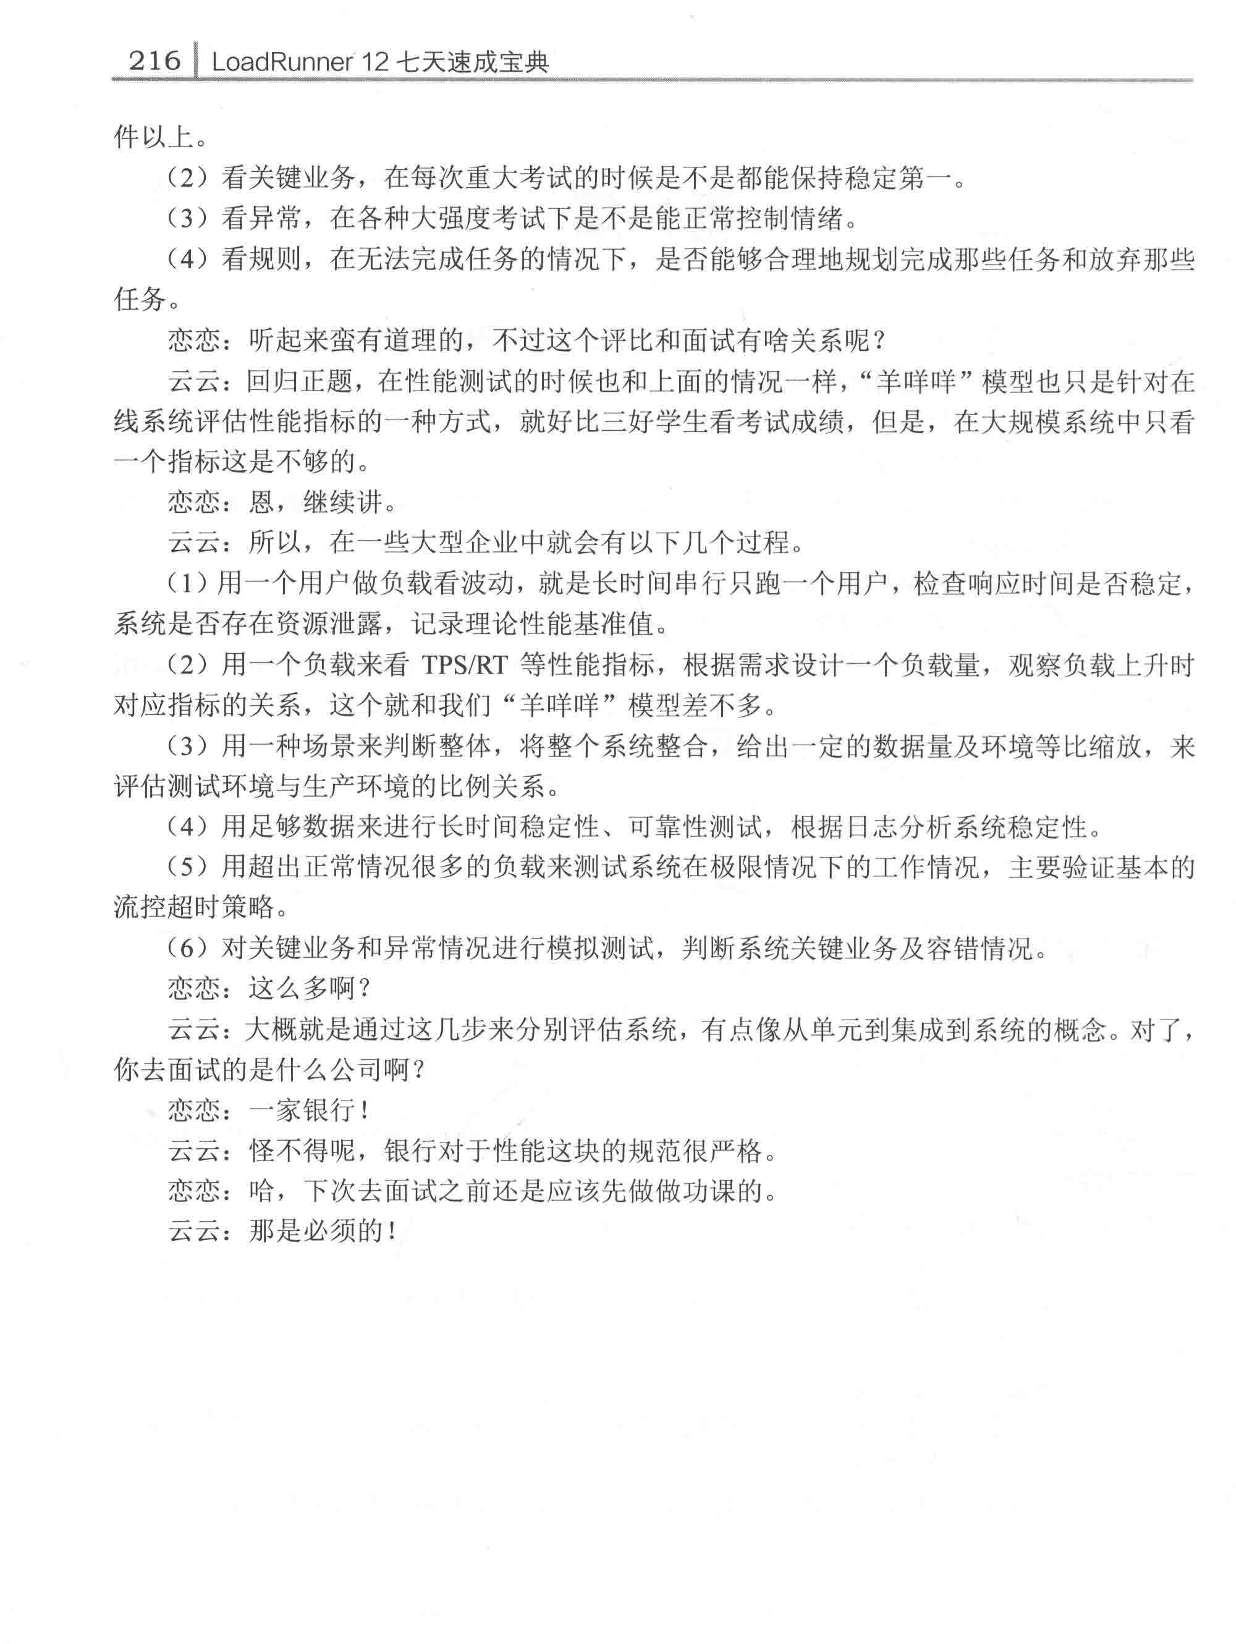 216 LoadRunner 12 七天速成宝典
件以上。
（2）看关键业务，在每次重大考试的时候是不是都能保持稳定第一。
（3）看异常，在各种大强度考试下是不是能正常控制情绪。
（4）看规则，在无法完成任务的情况下，是否能够合理地规划完成那些任务和放弃那些
任务。
恋恋：听起来蛮有道理的，不过这个评比和面试有啥关系呢？
云云：回归正题，在性能测试的时候也和上面的情况一样，“羊咩咩”模型也只是针对在
线系统评估性能指标的一种方式，就好比三好学生看考试成绩，但是，在大规模系统中只看
一个指标这是不够的。
恋恋：恩，继续讲。
云云：所以，在一些大型企业中就会有以下几个过程。
（1）用一个用户做负载看波动，就是长时间串行只跑一个用户，检查响应时间是否稳定，
系统是否存在资源泄露，记录理论性能基准值。
（2）用一个负载来看 TPS/RT 等性能指标，根据需求设计一个负载量，观察负载上升时
对应指标的关系，这个就和我们“羊咩咩”模型差不多。
（3）用一种场景来判断整体，将整个系统整合，给出一定的数据量及环境等比缩放，来
评估测试环境与生产环境的比例关系。
（4）用足够数据来进行长时间稳定性、可靠性测试，根据日志分析系统稳定性。
（5）用超出正常情况很多的负载来测试系统在极限情况下的工作情况，主要验证基本的
流控超时策略。
（6）对关键业务和异常情况进行模拟测试，判断系统关键业务及容错情况。
恋恋：这么多啊？
云云：大概就是通过这几步来分别评估系统，有点像从单元到集成到系统的概念。对了，
你去面试的是什么公司啊？
恋恋：一家银行！
云云：怪不得呢，银行对于性能这块的规范很严格。
恋恋：哈，下次去面试之前还是应该先做做功课的。
云云：那是必须的！